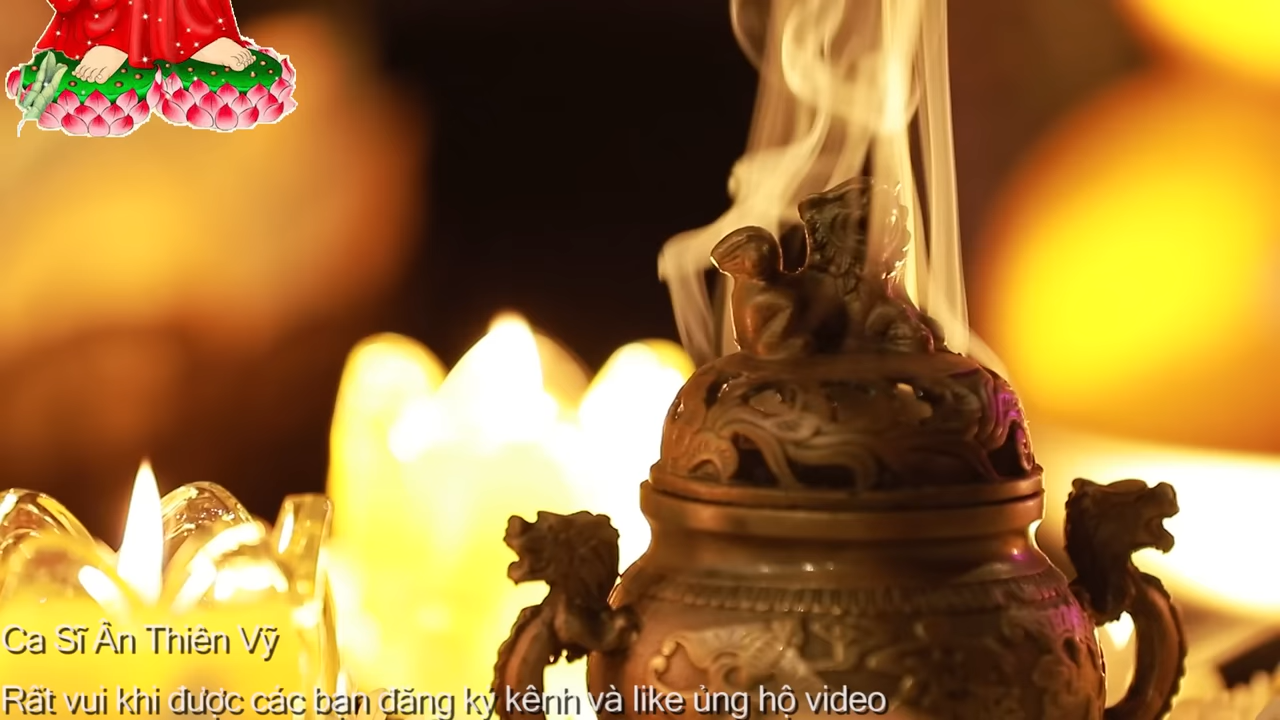 Ca Sĩ Ân Thiên Vỹ
Rất vui khi được các bạn đăng ký kênh và like ủng hộ video